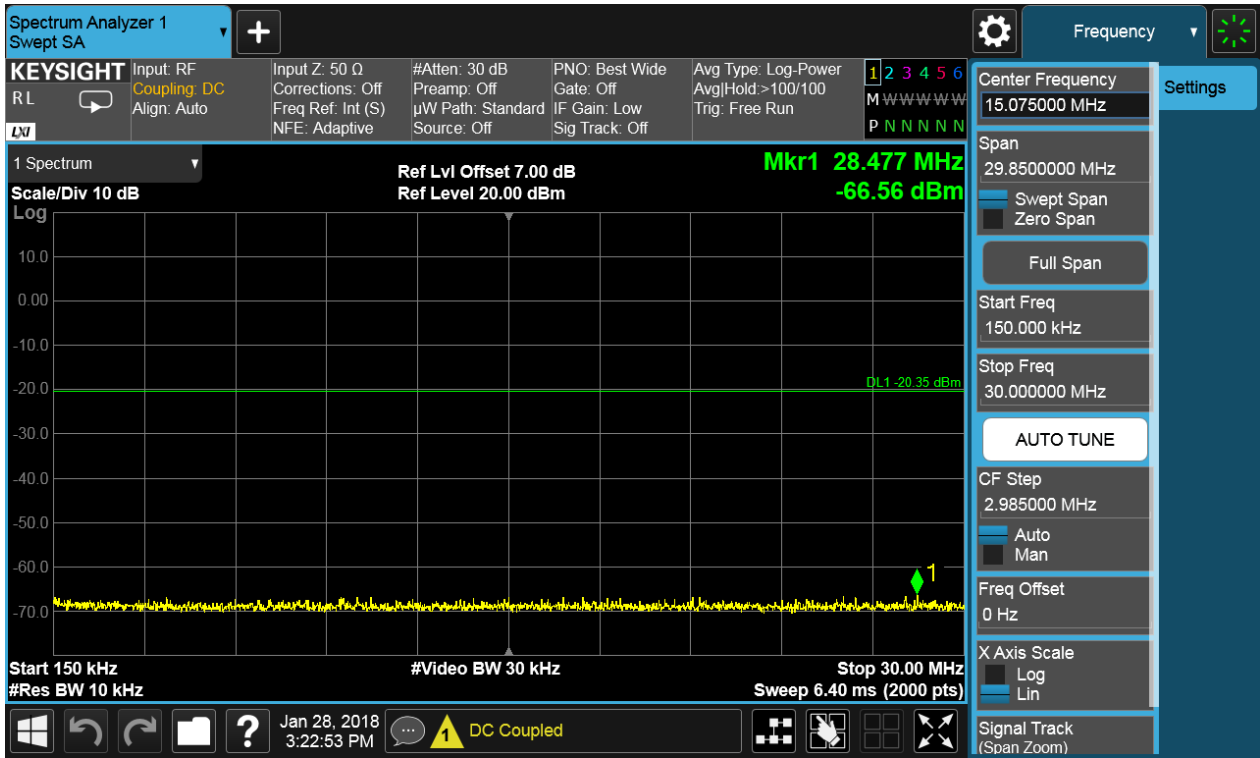 Spectrum Analyzer 1
Swept SA
+
Frequency
KEYSIGHT
R L
LXI
Input: RF
Coupling: DC
Align: Auto
Input Z: 50 Ω
Corrections: Off
Freq Ref: Int (S)
NFE: Adaptive
#Atten: 30 dB
Preamp: Off
µW Path: Standard
Source: Off
PNO: Best Wide
Gate: Off
IF Gain: Low
Sig Track: Off
Avg Type: Log-Power
Avg|Hold:>100/100
Trig: Free Run
1 2 3 4 5 6
M W W W W W
P N N N N N
1 Spectrum
Scale/Div 10 dB
Log
Ref Lvl Offset 7.00 dB
Ref Level 20.00 dBm
Mkr1 28.477 MHz
-66.56 dBm
10.0
0.00
-10.0
-20.0
-30.0
-40.0
-50.0
-60.0
-70.0
DL1 -20.35 dBm
1
Start 150 kHz
#Res BW 10 kHz
#Video BW 30 kHz
Stop 30.00 MHz
Sweep 6.40 ms (2000 pts)
Center Frequency
15.075000 MHz
Span
29.8500000 MHz
Swept Span
Zero Span
Full Span
Start Freq
150.000 kHz
Stop Freq
30.000000 MHz
AUTO TUNE
CF Step
2.985000 MHz
Auto
Man
Freq Offset
0 Hz
X Axis Scale
Log
Lin
Signal Track
(Span Zoom)
Settings
?
Jan 28, 2018
3:22:53 PM
1
DC Coupled